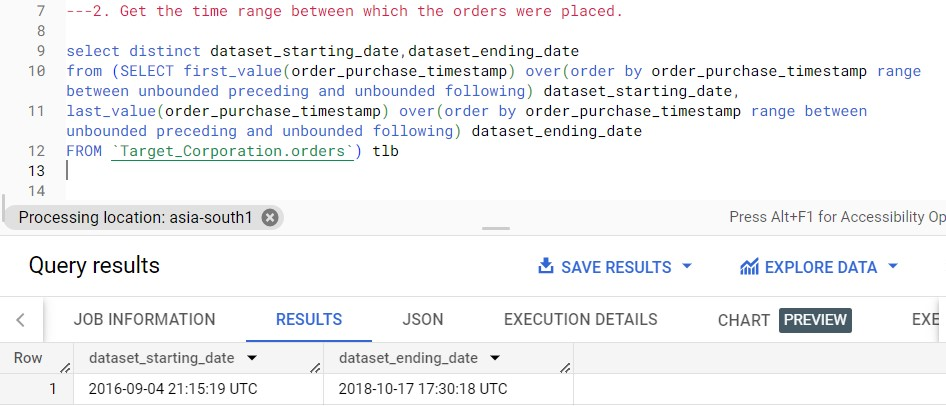 7 ---2. Get the time range between which the orders were placed.
8
9 select distinct dataset_starting_date,dataset_ending_date
10 from (SELECT first_value(order_purchase_timestamp) over(order by order_purchase_timestamp range
between unbounded preceding and unbounded following) dataset_starting_date,
11 last_value(order_purchase_timestamp) over(order by order_purchase_timestamp range between
unbounded preceding and unbounded following) dataset_ending_date
12 FROM `Target_Corporation.orders`) tlb
13
14
Processing location: asia-south1 Press Alt+F1 for Accessibility Op
Query results SAVE RESULTS EXPLORE DATA
JOB INFORMATION RESULTS JSON EXECUTION DETAILS CHART PREVIEW EXE
Row dataset_starting_date dataset_ending_date
1 2016-09-04 21:15:19 UTC 2018-10-17 17:30:18 UTC